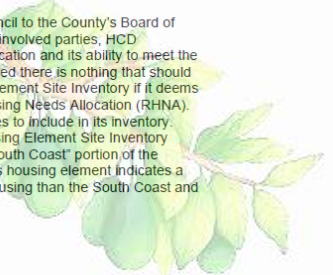 ncil to the County's Board of
involved parties, HCD
cation and its ability to meet the
ed there is nothing that should
ement Site Inventory if it deems
sing Needs Allocation (RHNA).
es to include in its inventory.
sing Element Site Inventory
outh Coast" portion of the
s housing element indicates a
using than the South Coast and